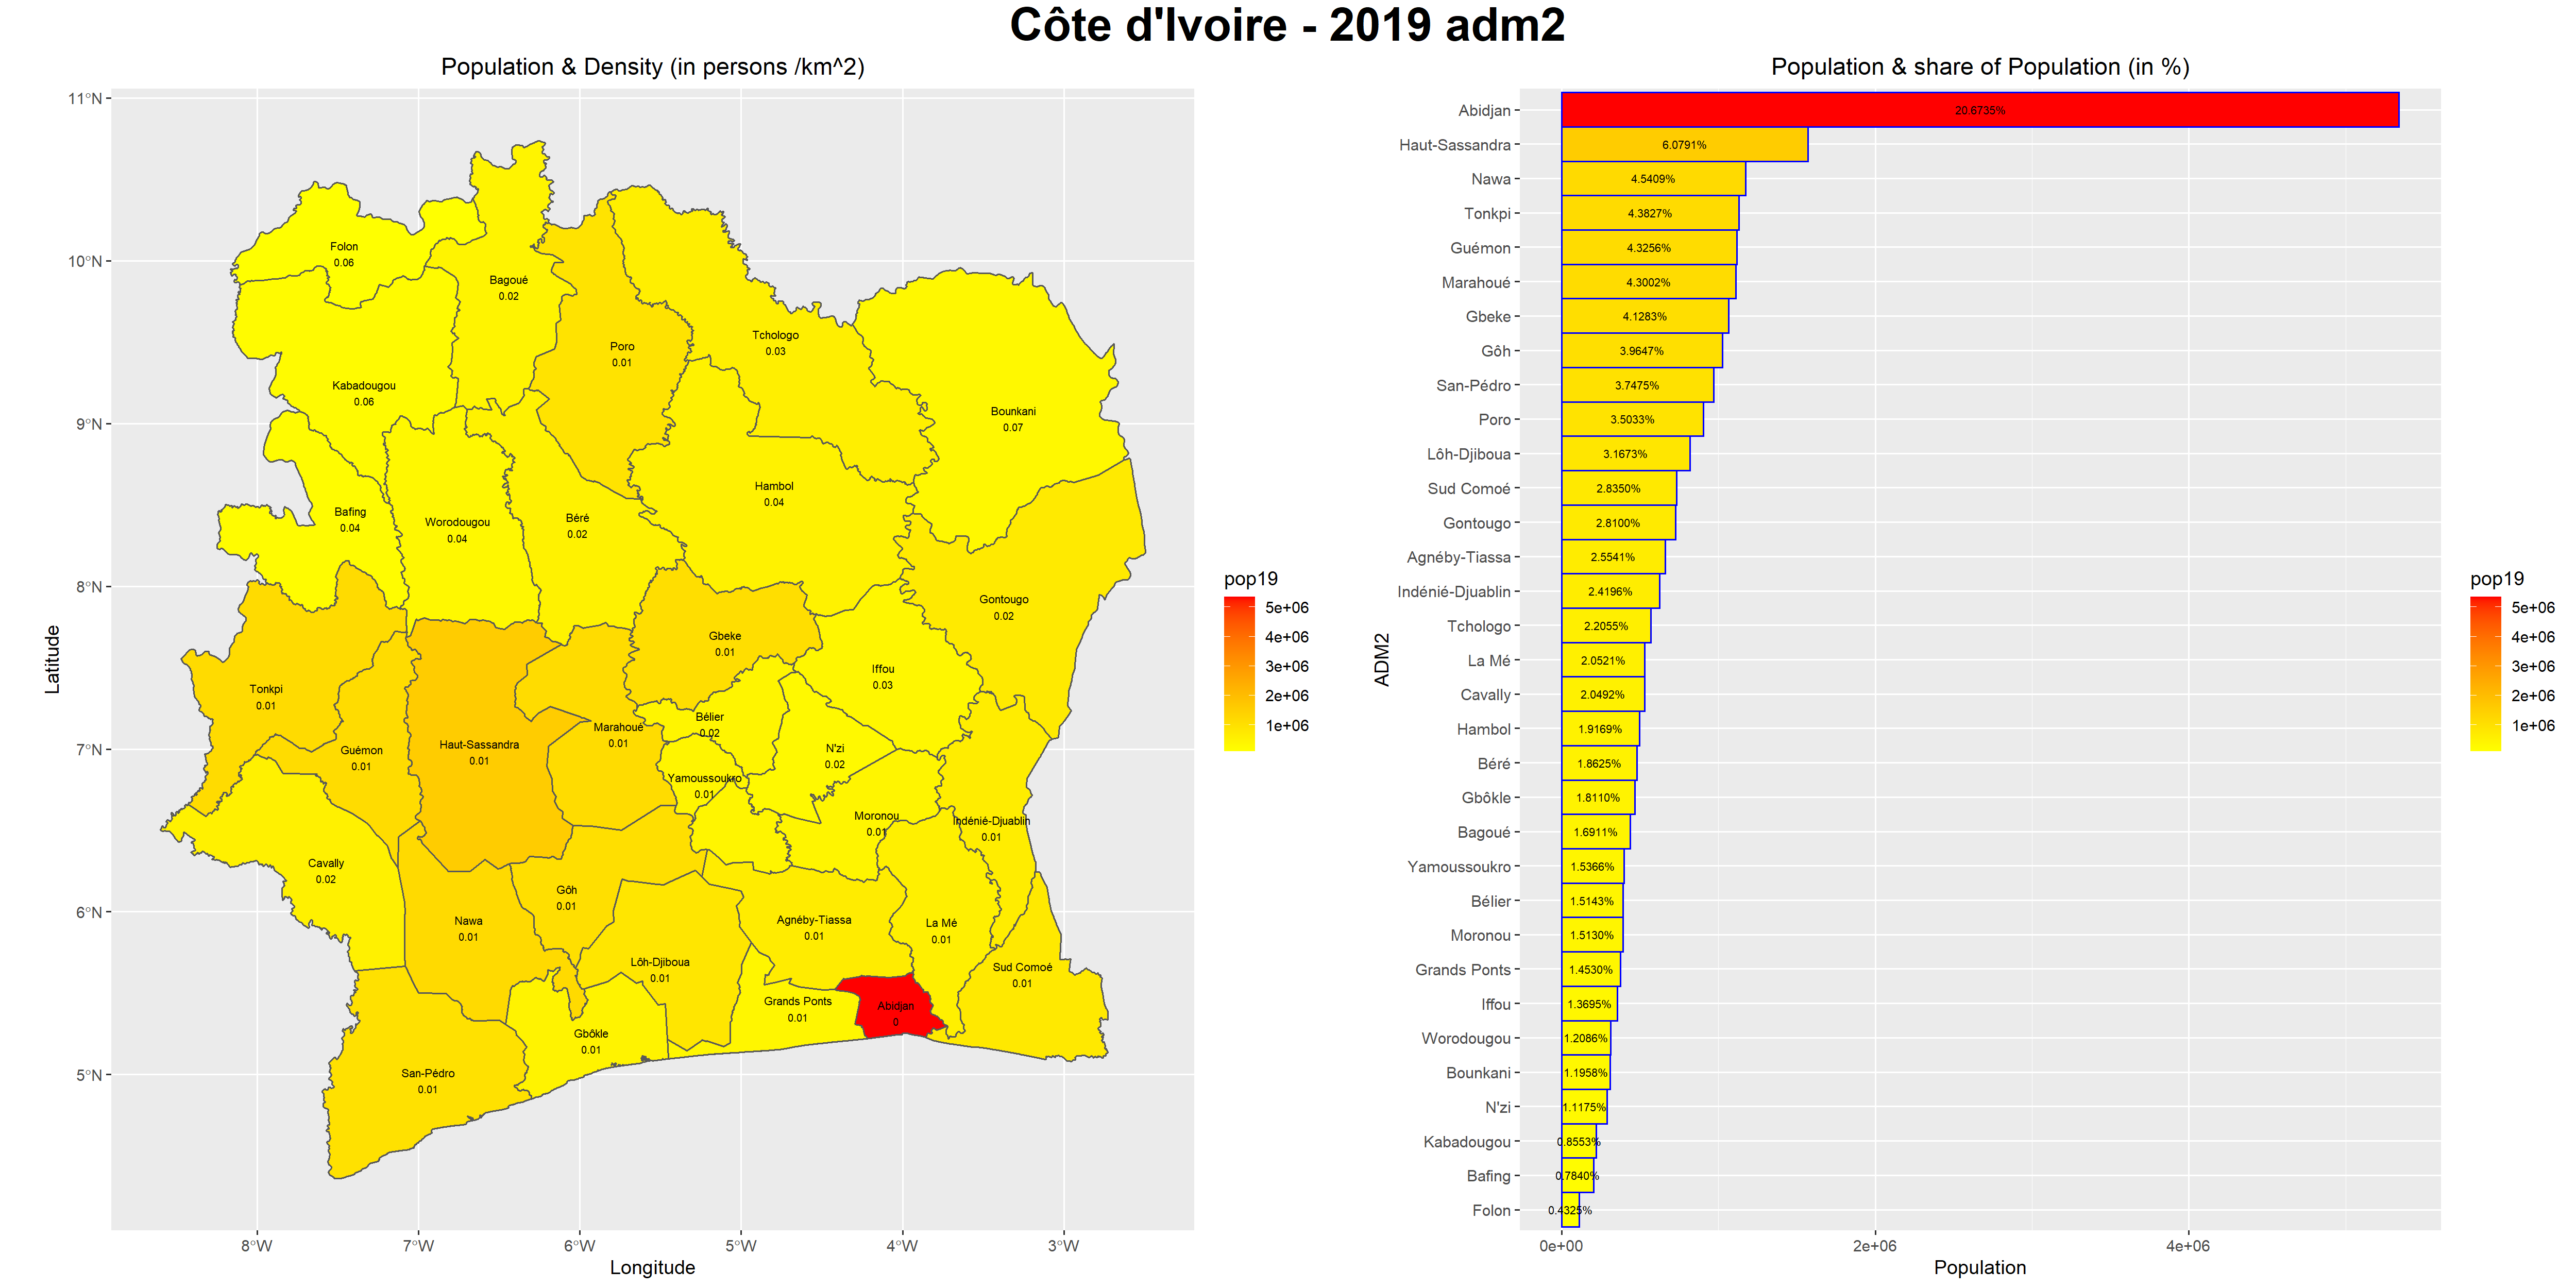 Côte d'Ivoire - 2019 adm2
Population & Density (in persons /km^2)
11°N
10°N
9°N
8°N
7°N
6°N
5°N
Latitude
8°W
7°W
6°W
5°W
4°W
3°W
Longitude
Folon
0.06
Bagoué
0.02
Poro
0.01
Tchologo
0.03
Kabadougou
0.06
Bounkani
0.07
Hambol
0.04
Bafing
0.04
Worodougou
0.04
Béré
0.02
Gontougo
0.02
Gbeke
0.01
Iffou
0.03
Tonkpi
0.01
Bélier
0.02
Marahoué
0.01
Guémon
0.01
Haut-Sassandra
0.01
N'zi
0.02
Yamoussoukro
0.01
Moronou
0.01
Indénié-Djuablin
0.01
Cavally
0.02
Gôh
0.01
Nawa
0.01
Agnéby-Tiassa
0.01
La Mé
0.01
Lôh-Djiboua
0.01
Sud Comoé
0.01
Grands Ponts
0.01
Abidjan
0
Gbôkle
0.01
San-Pédro
0.01
pop19
5e+06
4e+06
3e+06
2e+06
1e+06
Population & share of Population (in %)
ADM2
Abidjan 20.6735%
Haut-Sassandra 6.0791%
Nawa 4.5409%
Tonkpi 4.3827%
Guémon 4.3256%
Marahoué 4.3002%
Gbeke 4.1283%
Gôh 3.9647%
San-Pédro 3.7475%
Poro 3.5033%
Lôh-Djiboua 3.1673%
Sud Comoé 2.8350%
Gontougo 2.8100%
Agnéby-Tiassa 2.5541%
Indénié-Djuablin 2.4196%
Tchologo 2.2055%
La Mé 2.0521%
Cavally 2.0492%
Hambol 1.9169%
Béré 1.8625%
Gbôkle 1.8110%
Bagoué 1.6911%
Yamoussoukro 1.5366%
Bélier 1.5143%
Moronou 1.5130%
Grands Ponts 1.4530%
Iffou 1.3695%
Worodougou 1.2086%
Bounkani 1.1958%
N'zi 1.1175%
Kabadougou 0.8553%
Bafing 0.7840%
Folon 0.4325%
0e+00
2e+06
4e+06
Population
pop19
5e+06
4e+06
3e+06
2e+06
1e+06